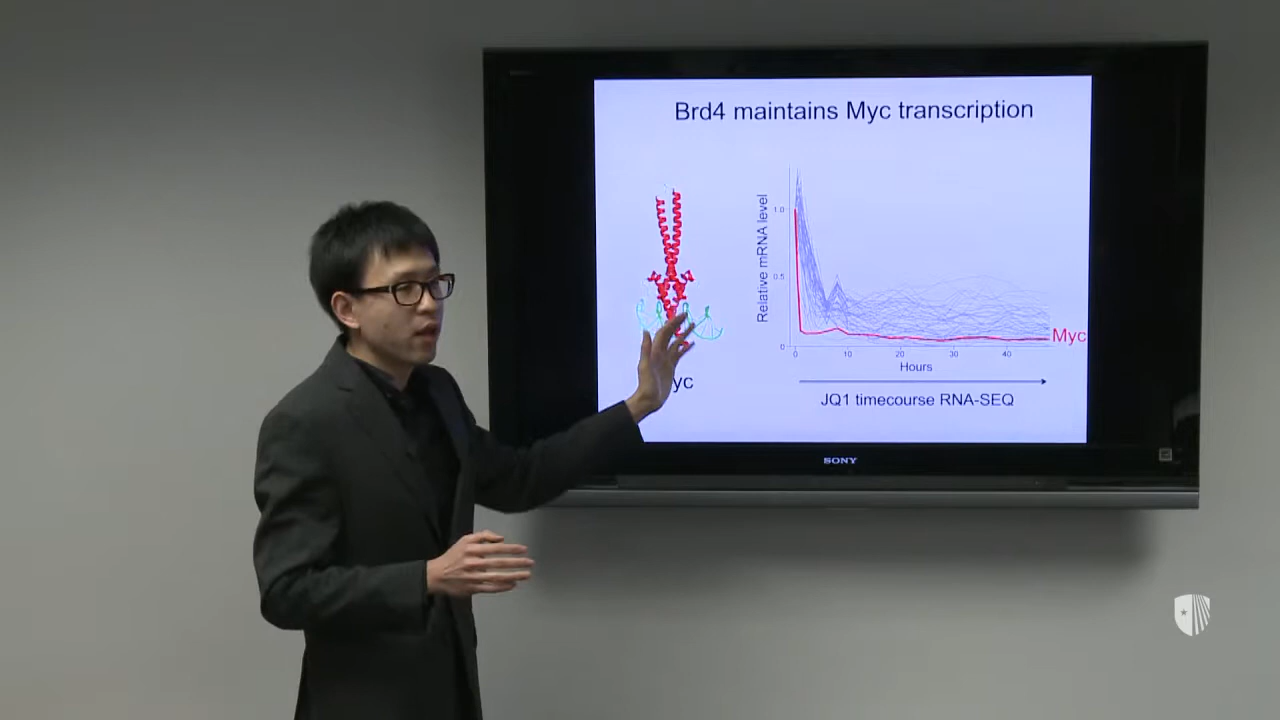 Brd4 maintains Myc transcription
Relative mRNA level
1.0
0.5
0
0 10 20 30 40
Hours
Myc
yc
JQ1 timecourse RNA-SEQ
SONY